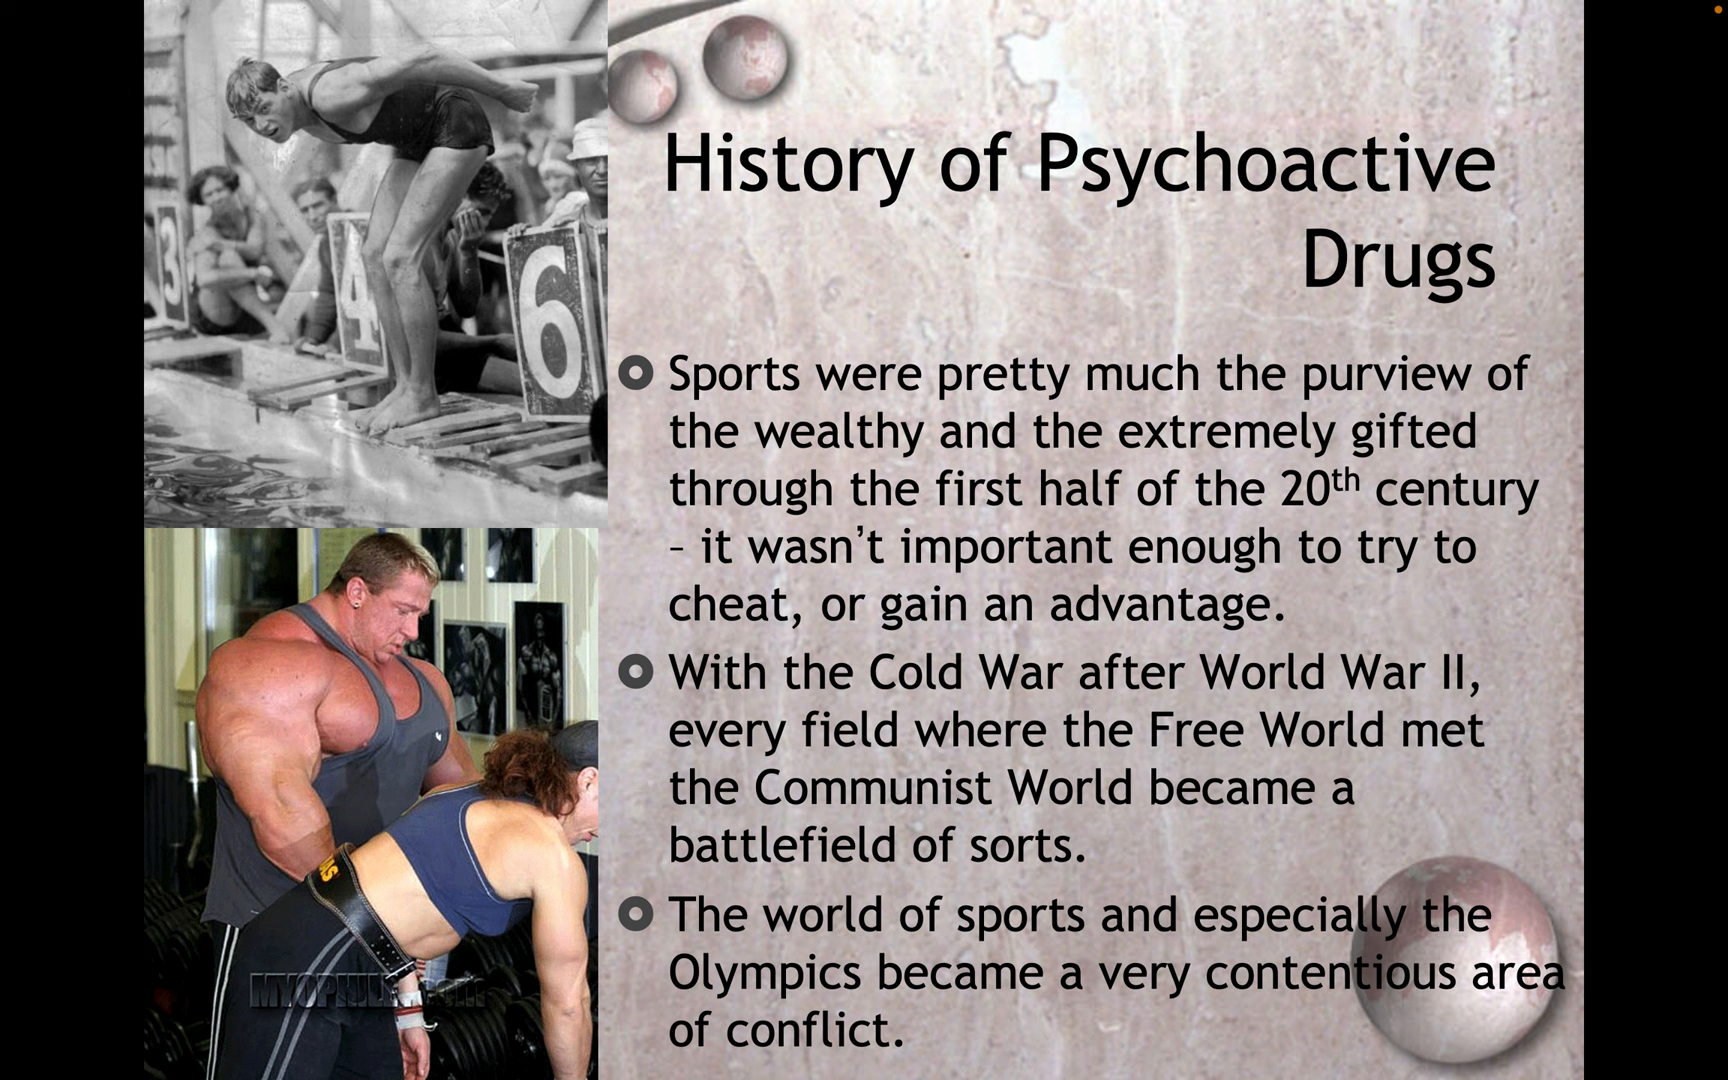 History of Psychoactive
Drugs
Sports were pretty much the purview of
the wealthy and the extremely gifted
through the first half of the 20th century
– it wasn’t important enough to try to
cheat, or gain an advantage.
With the Cold War after World War II,
every field where the Free World met
the Communist World became a
battlefield of sorts.
The world of sports and especially the
Olympics became a very contentious area
of conflict.
3
4
6